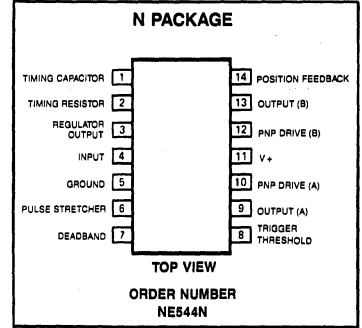 N PACKAGE
TIMING CAPACITOR 1
14 POSITION FEEDBACK
TIMING RESISTOR 2
13 OUTPUT (B)
REGULATOR
OUTPUT 3
12 PNP DRIVE (B)
INPUT 4
11 V +
GROUND 5
10 PNP DRIVE (A)
PULSE STRETCHER 6
9 OUTPUT (A)
DEADBAND 7
8 TRIGGER
THRESHOLD
TOP VIEW
ORDER NUMBER
NE544N